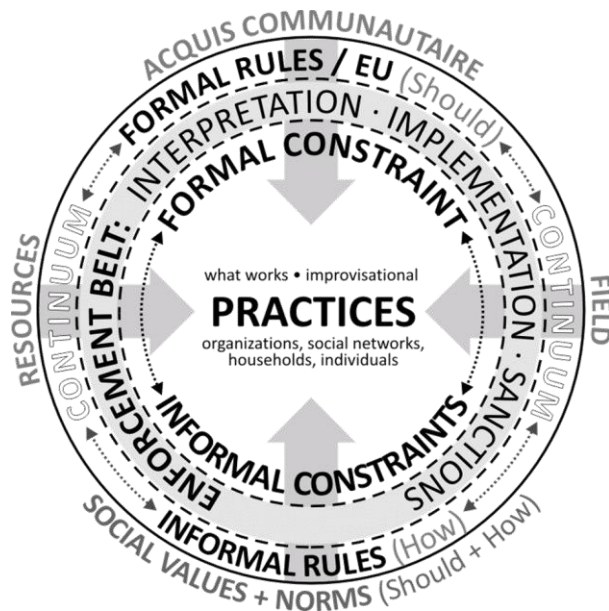 ACQUIS COMMUNAUTAIRE
FORMAL RULES / EU (Should)
ENFORCEMENT BELT: INTERPRETATION · IMPLEMENTATION · SANCTIONS
FORMAL CONSTRAINT
RESOURCES
CONTINUUM
CONTINUUM
FIELD
what works • improvisational
PRACTICES
organizations, social networks,
households, individuals
INFORMAL CONSTRAINTS
INFORMAL RULES (How)
SOCIAL VALUES + NORMS (Should + How)